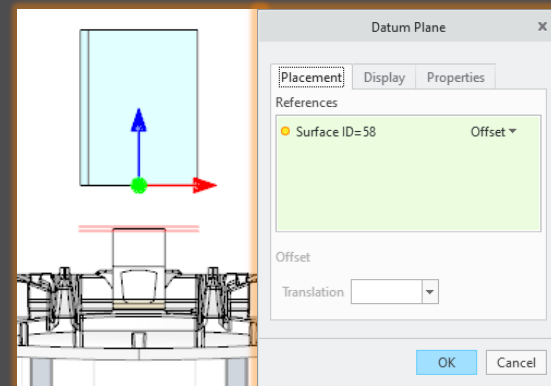 Datum Plane
x
Placement Display Properties
References
Surface ID=58 Offset
Offset
Translation
OK Cancel